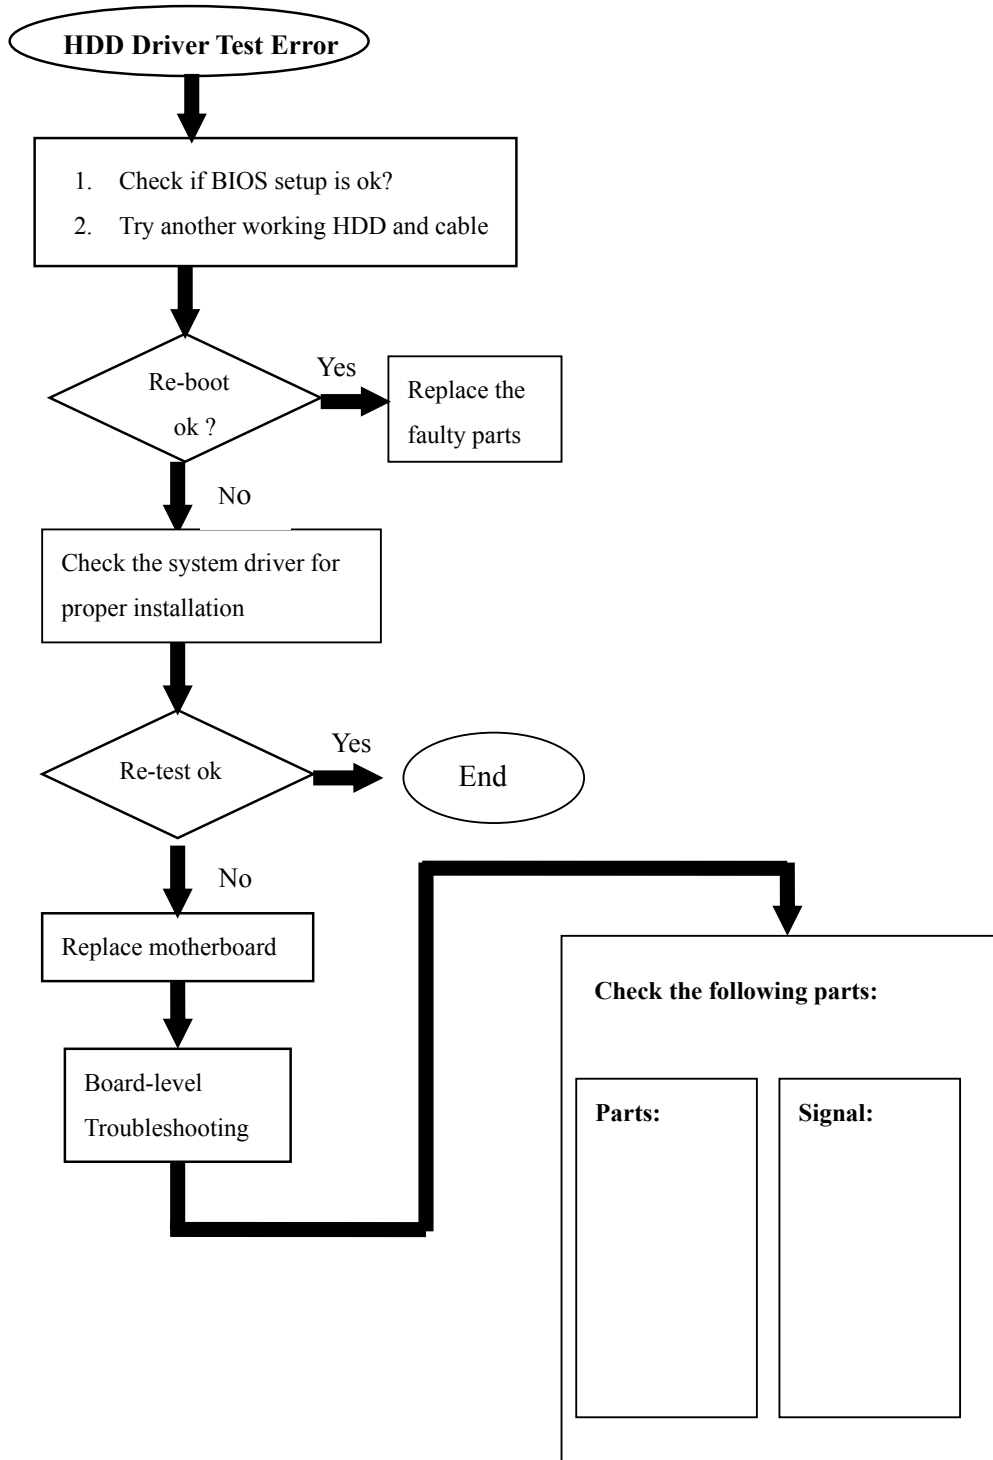 HDD Driver Test Error
1. Check if BIOS setup is ok?
2. Try another working HDD and cable
Re-boot
ok ?
Yes
Replace the
faulty parts
No
Check the system driver for
proper installation
Re-test ok
Yes
End
No
Replace motherboard
Board-level
Troubleshooting
Check the following parts:
Parts:
Signal: